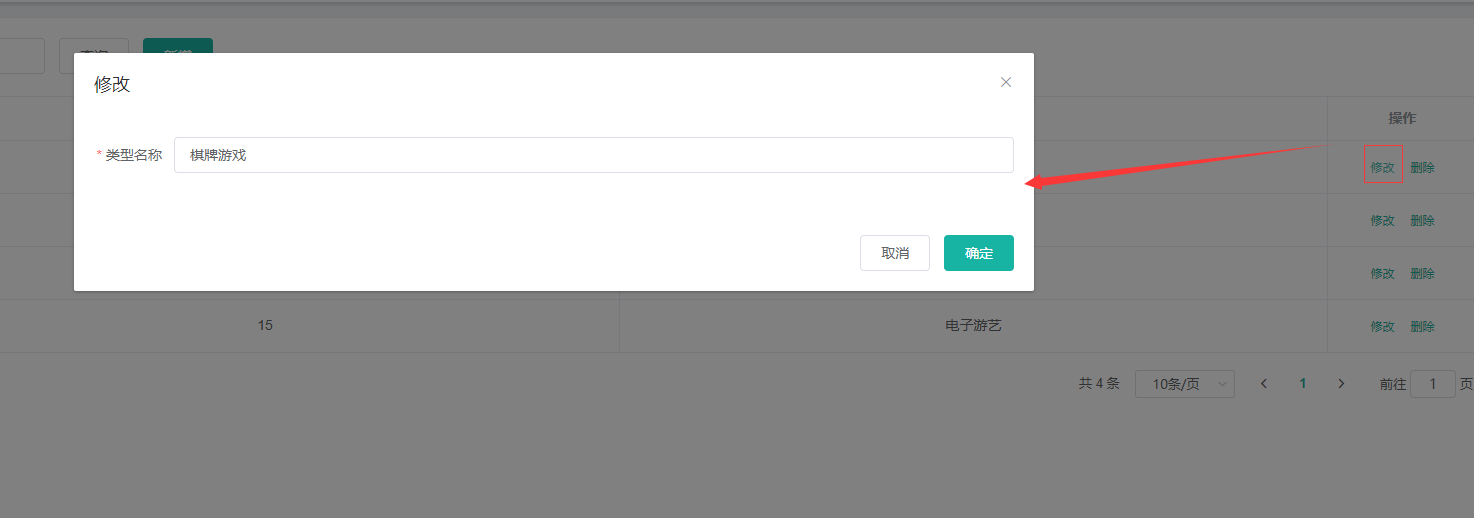 修改
* 类型名称 棋牌游戏
取消 确定
操作
修改 删除
修改 删除
修改 删除
15 电子游艺 修改 删除
共 4 条 10条/页 1 前往 1 页